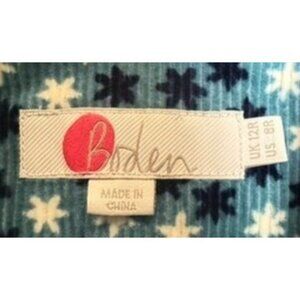 Boden
MADE IN
CHINA
UK 12R
US 8R